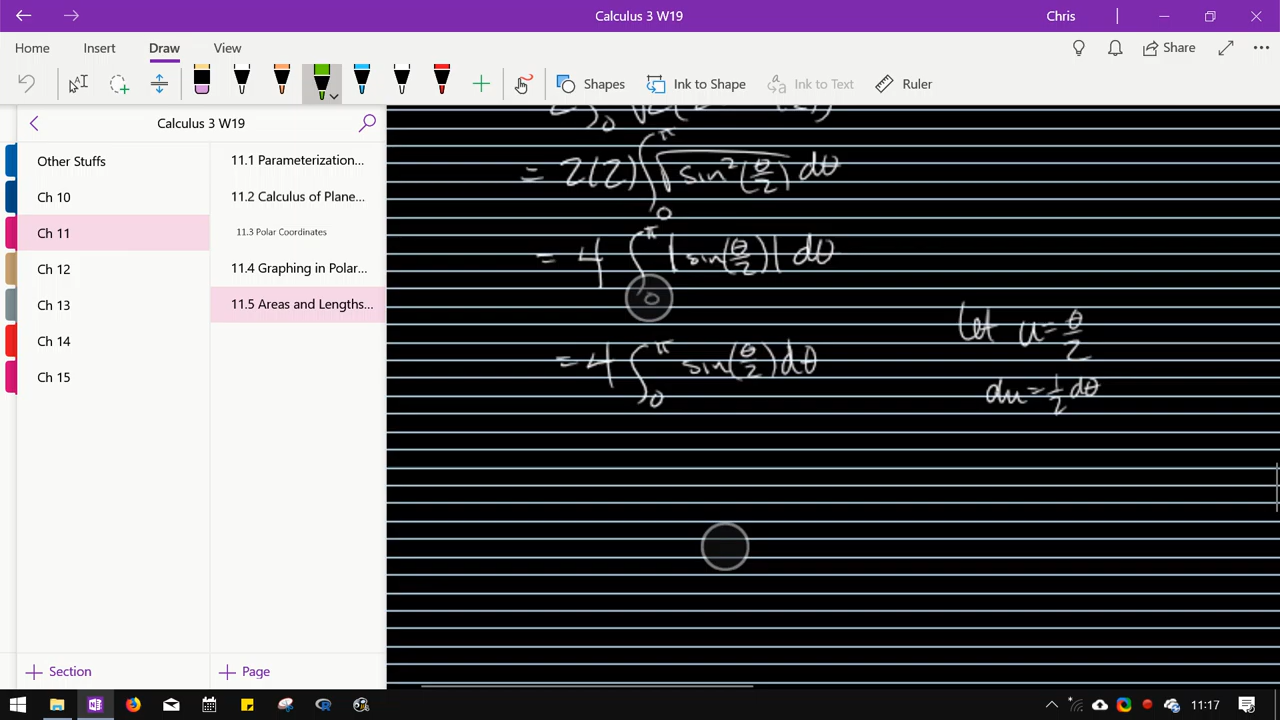 Calculus 3 W19
Chris
Home Insert Draw View
Share
Shapes Ink to Shape Ink to Text Ruler
Calculus 3 W19
Other Stuffs
Ch 10
Ch 11
Ch 12
Ch 13
Ch 14
Ch 15
11.1 Parameterization...
11.2 Calculus of Plane...
11.3 Polar Coordinates
11.4 Graphing in Polar...
11.5 Areas and Lengths...
= 2(2) ∫₀^π √(sin²(θ/2)) dθ
= 4 ∫₀^π |sin(θ/2)| dθ
= 4 ∫₀^π sin(θ/2) dθ
let u = θ/2
du = 1/2 dθ
Section
Page
11:17